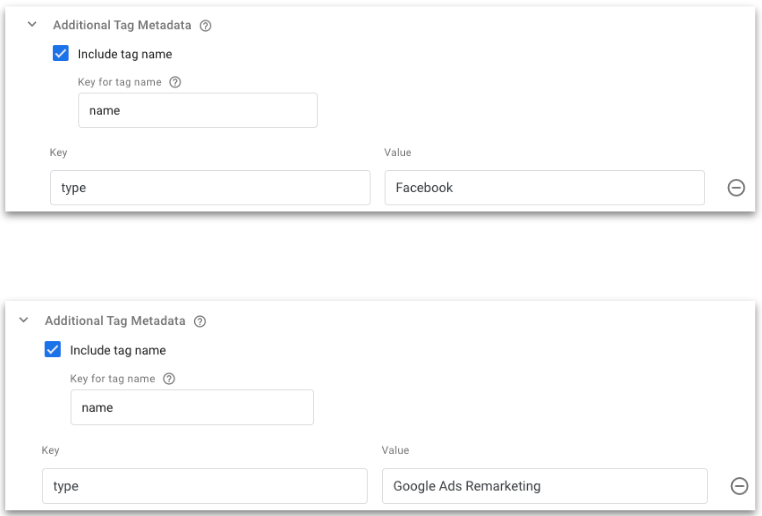 Additional Tag Metadata
Include tag name
Key for tag name
name
Key Value
type Facebook
Additional Tag Metadata
Include tag name
Key for tag name
name
Key Value
type Google Ads Remarketing